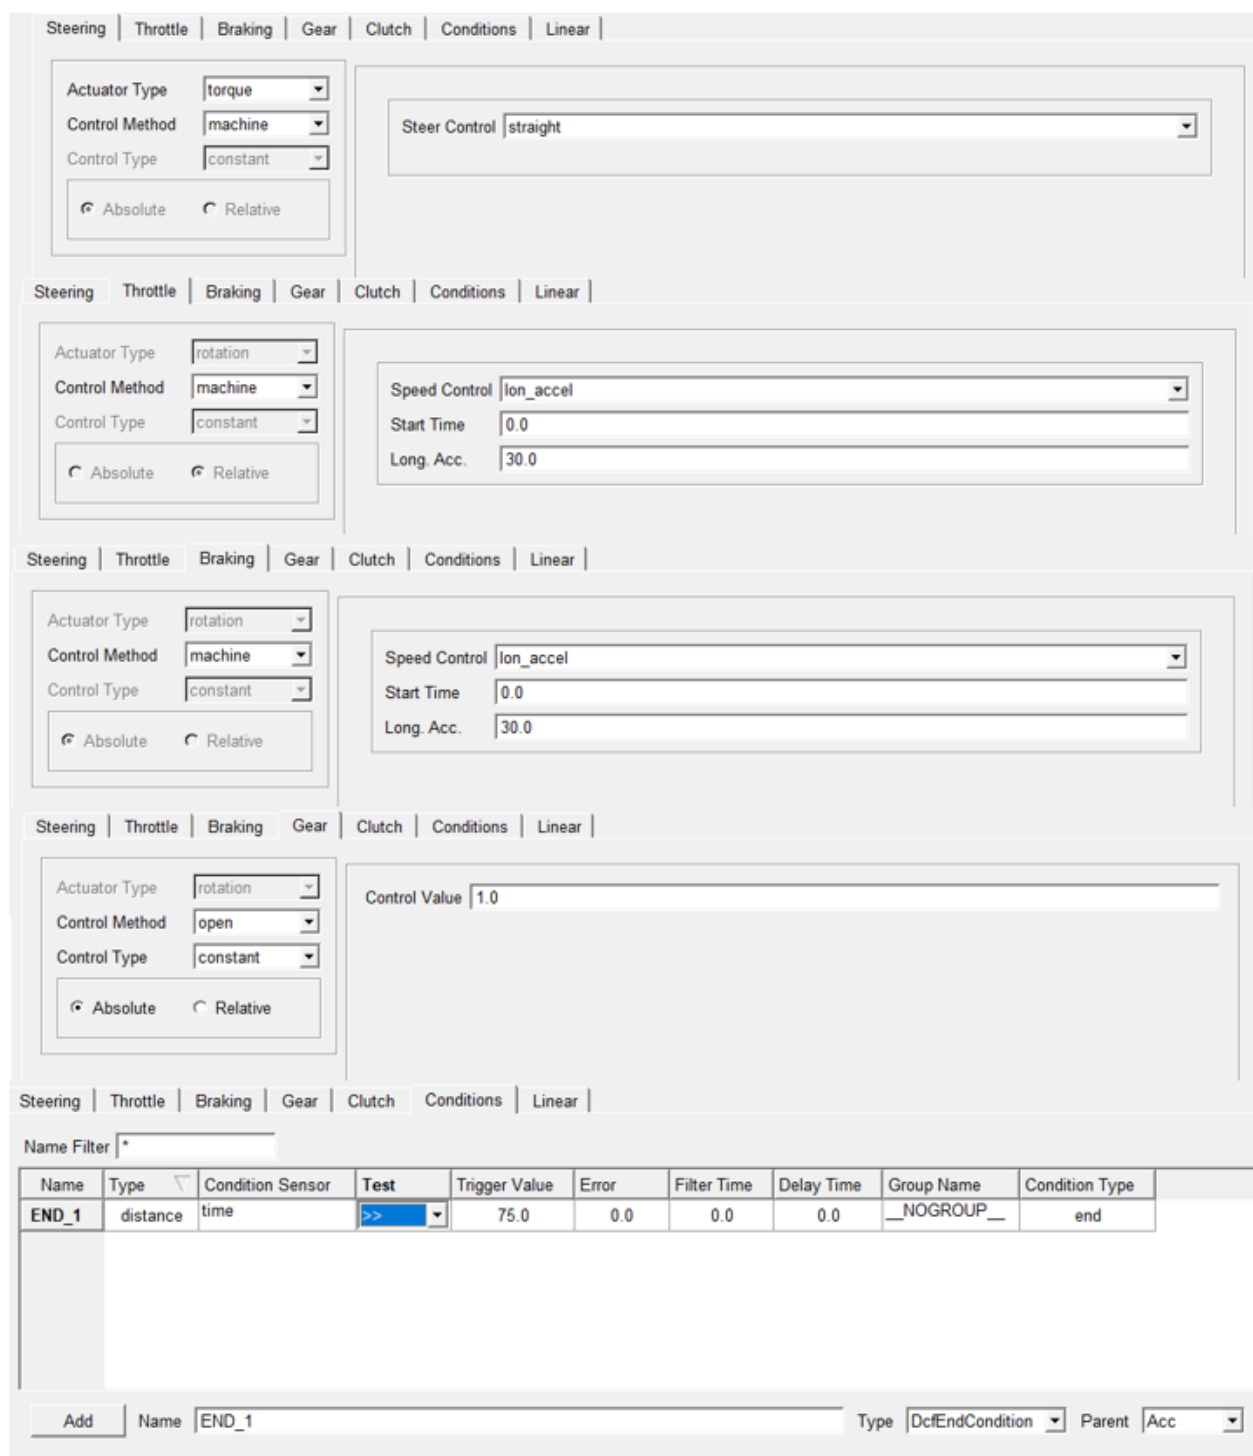 Steering Throttle Braking Gear Clutch Conditions Linear
Actuator Type torque
Control Method machine
Steer Control straight
Control Type constant
Absolute Relative
Steering Throttle Braking Gear Clutch Conditions Linear
Actuator Type rotation
Control Method machine
Speed Control lon_accel
Control Type constant
Start Time 0.0
Long. Acc. 30.0
Absolute Relative
Steering Throttle Braking Gear Clutch Conditions Linear
Actuator Type rotation
Control Method machine
Speed Control lon_accel
Control Type constant
Start Time 0.0
Long. Acc. 30.0
Absolute Relative
Steering Throttle Braking Gear Clutch Conditions Linear
Actuator Type rotation
Control Value 1.0
Control Method open
Control Type constant
Absolute Relative
Steering Throttle Braking Gear Clutch Conditions Linear
Name Filter *
Name Type Condition Sensor Test Trigger Value Error Filter Time Delay Time Group Name Condition Type
END_1 distance time >> 75.0 0.0 0.0 0.0 __NOGROUP__ end
Add Name END_1 Type DcfEndCondition Parent Acc